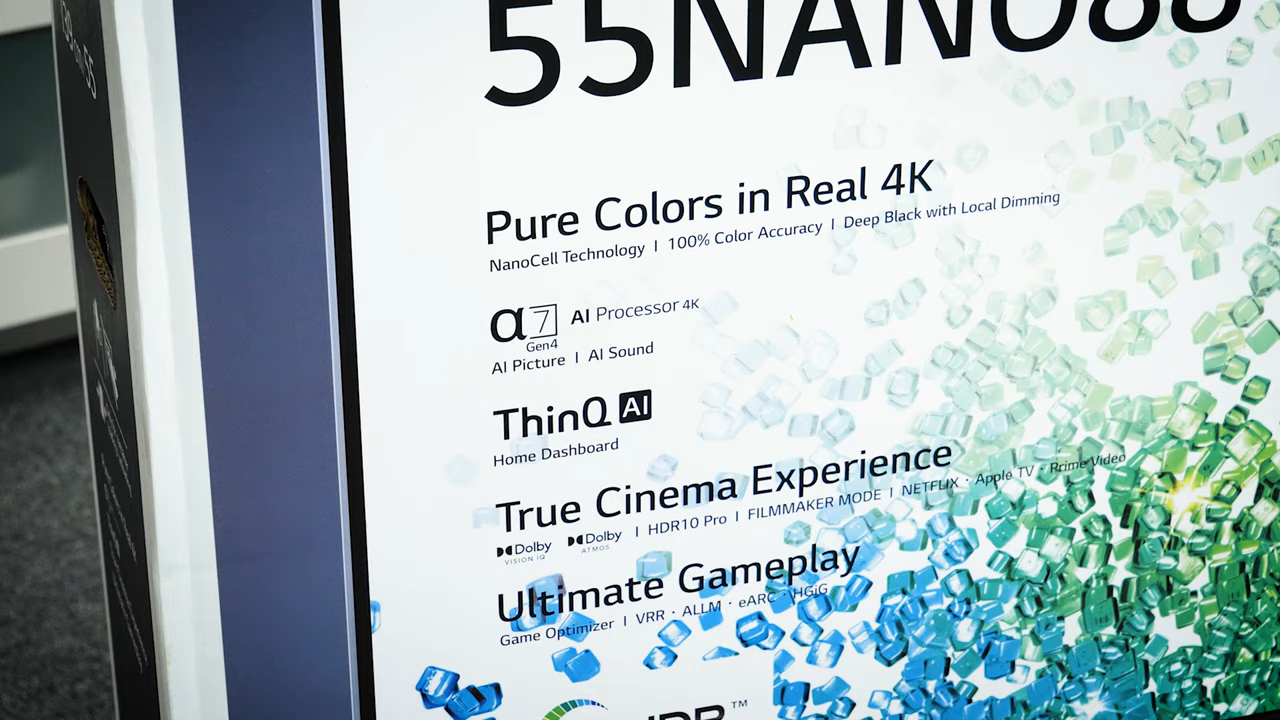 55NANO88
Pure Colors in Real 4K
NanoCell Technology I 100% Color Accuracy I Deep Black with Local Dimming
α7 AI Processor 4K
Gen4
AI Picture I AI Sound
ThinQ AI
Home Dashboard
True Cinema Experience
Dolby VISION IQ Dolby ATMOS I HDR10 Pro I FILMMAKER MODE I NETFLIX · Apple TV · Prime Video
Ultimate Gameplay
Game Optimizer I VRR · ALLM · eARC · HGiG
HDR™